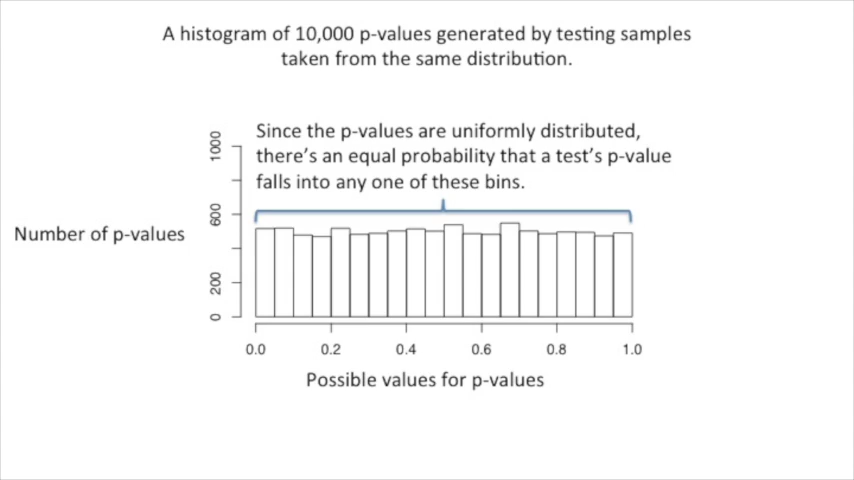 A histogram of 10,000 p-values generated by testing samples
taken from the same distribution.
Since the p-values are uniformly distributed,
there's an equal probability that a test's p-value
falls into any one of these bins.
1000
600
200
0
Number of p-values
0.0 0.2 0.4 0.6 0.8 1.0
Possible values for p-values